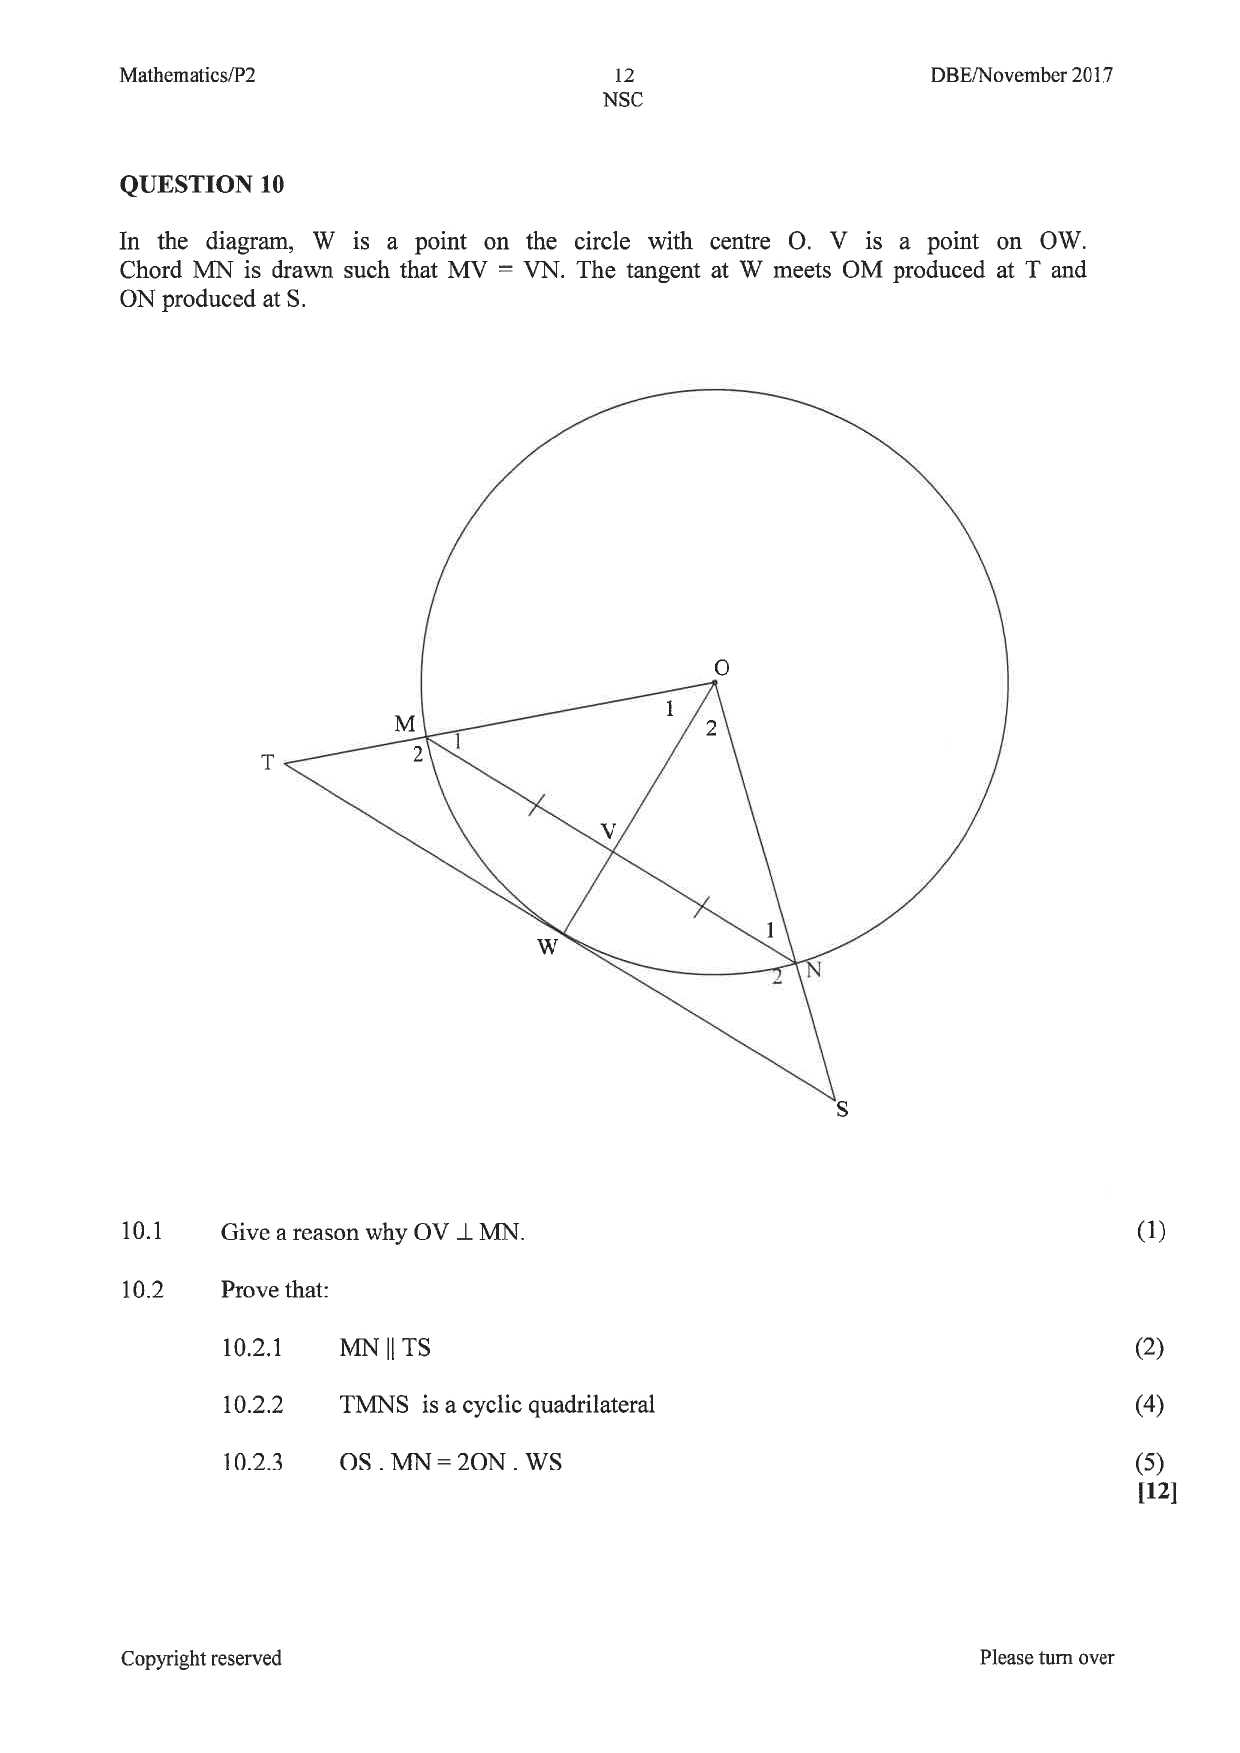 Mathematics/P2 12 DBE/November 2017
NSC
QUESTION 10
In the diagram, W is a point on the circle with centre O. V is a point on OW.
Chord MN is drawn such that MV = VN. The tangent at W meets OM produced at T and
ON produced at S.
O
1
M
2
1
2
T
V
1
W
N
2
S
10.1 Give a reason why OV ⊥ MN. (1)
10.2 Prove that:
10.2.1 MN || TS (2)
10.2.2 TMNS is a cyclic quadrilateral (4)
10.2.3 OS . MN = 2ON . WS (5)
[12]
Copyright reserved Please turn over